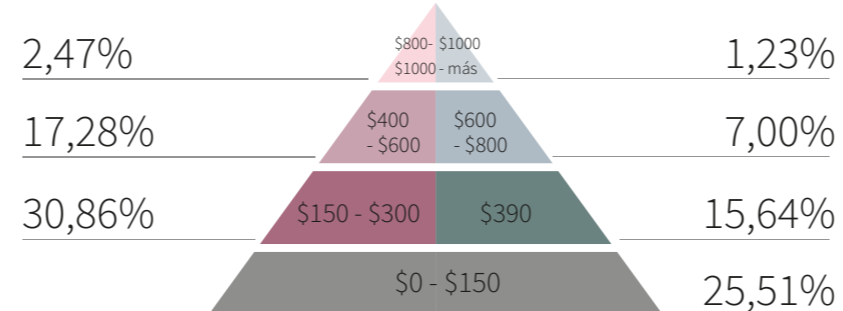 $800- $1000
2,47% 1,23%
$1000 - más
$400 $600
17,28% - $600 - $800 7,00%
30,86% $150 - $300 $390 15,64%
$0 - $150 25,51%